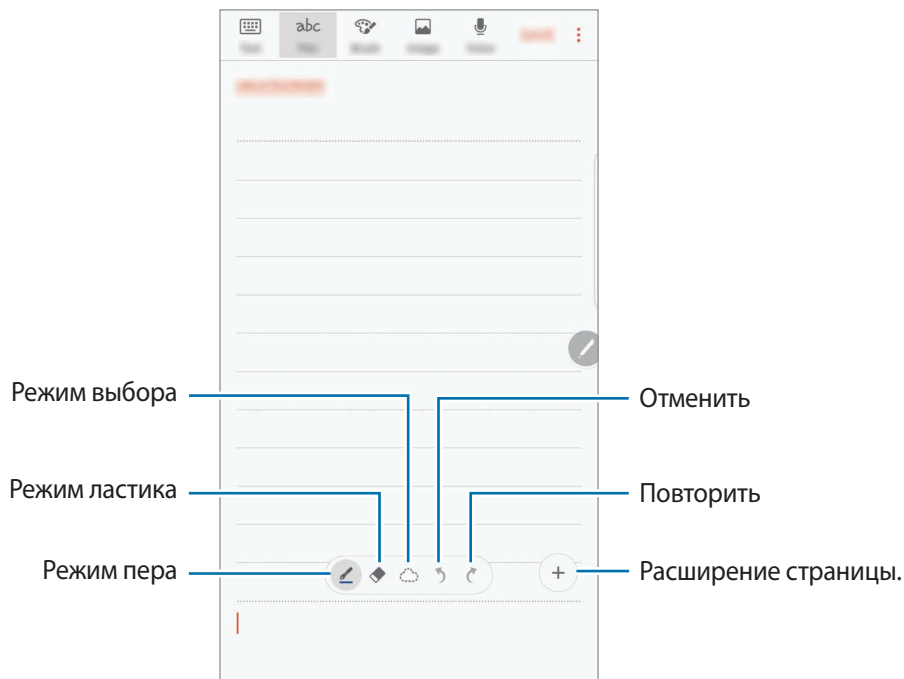 abc
Режим выбора
Отменить
Режим ластика
Повторить
Режим пера
Расширение страницы.